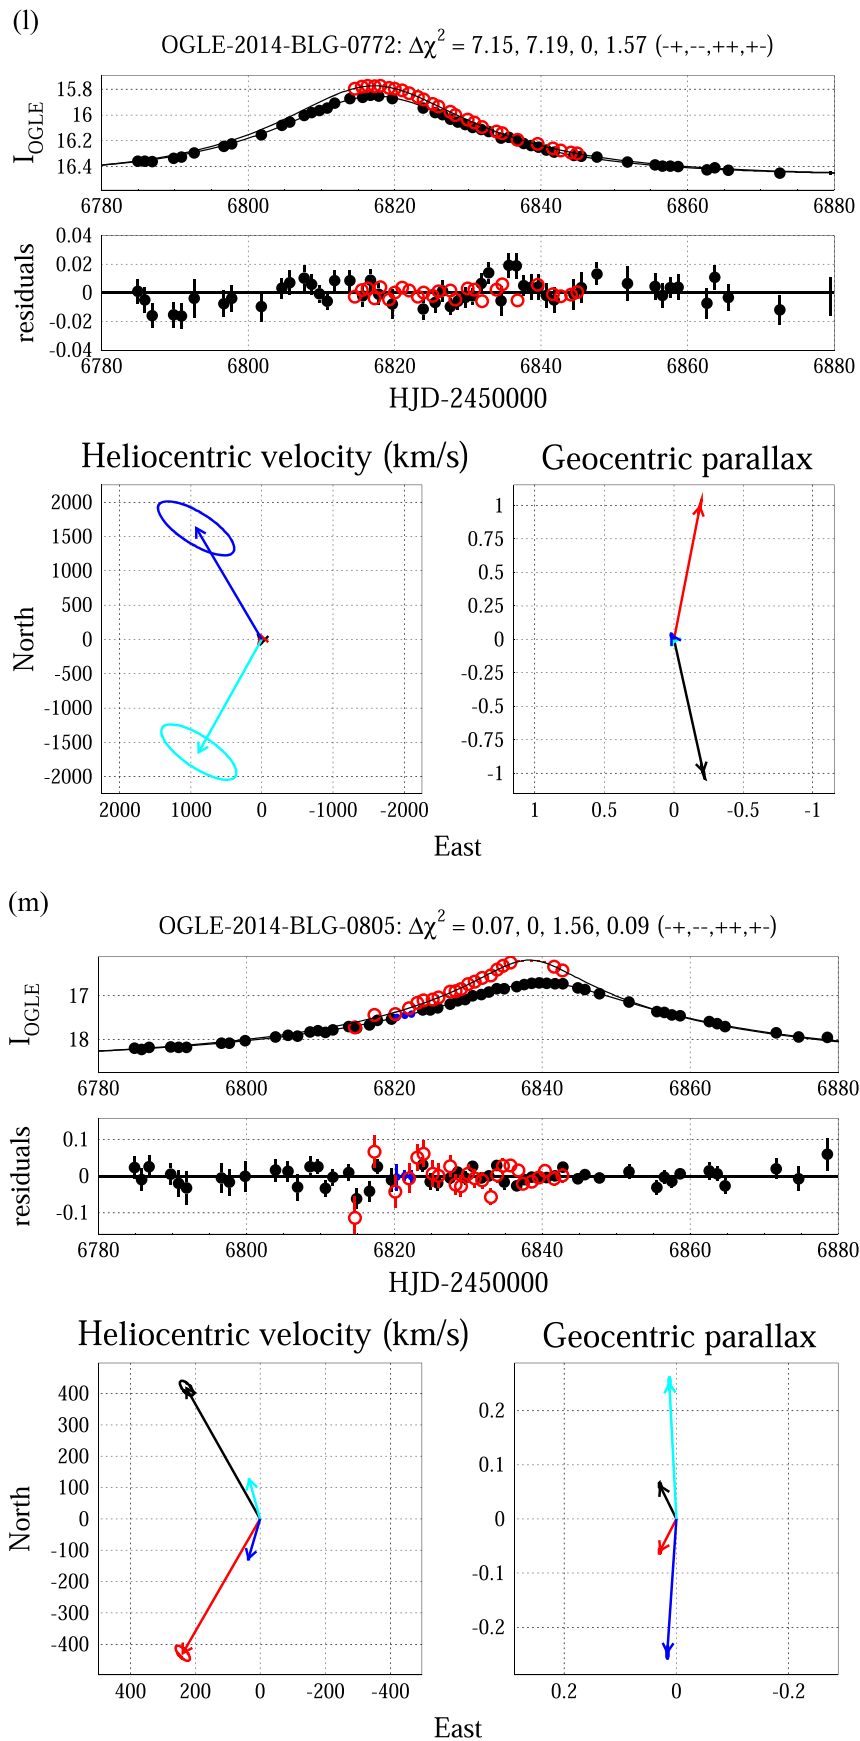 (l)
OGLE-2014-BLG-0772: Δχ² = 7.15, 7.19, 0, 1.57 (-+,--,++,+-)
I_OGLE
15.8
16
16.2
16.4
6780 6800 6820 6840 6860 6880
residuals
0.04
0.02
0
-0.02
-0.04
6780 6800 6820 6840 6860 6880
HJD-2450000
Heliocentric velocity (km/s) Geocentric parallax
North
2000
1500
1000
500
0
-500
-1000
-1500
-2000
2000 1000 0 -1000 -2000
1
0.75
0.5
0.25
0
-0.25
-0.5
-0.75
-1
1 0.5 0 -0.5 -1
East
(m)
OGLE-2014-BLG-0805: Δχ² = 0.07, 0, 1.56, 0.09 (-+,--,++,+-)
I_OGLE
17
18
6780 6800 6820 6840 6860 6880
residuals
0.1
0
-0.1
6780 6800 6820 6840 6860 6880
HJD-2450000
Heliocentric velocity (km/s) Geocentric parallax
North
400
300
200
100
0
-100
-200
-300
-400
400 200 0 -200 -400
0.2
0.1
0
-0.1
-0.2
0.2 0 -0.2
East